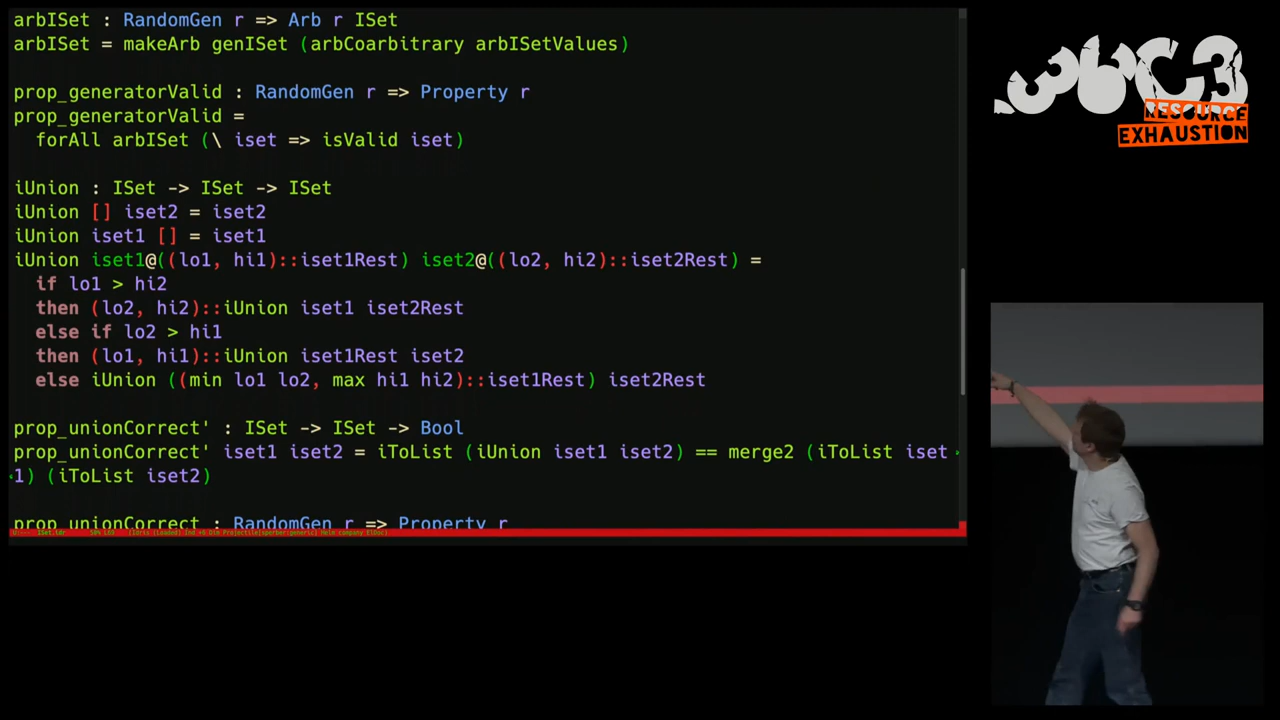 arbISet : RandomGen r => Arb r ISet
arbISet = makeArb genISet (arbCoarbitrary arbISetValues)
prop_generatorValid : RandomGen r => Property r
prop_generatorValid =
forAll arbISet (\ iset => isValid iset)
iUnion : ISet -> ISet -> ISet
iUnion [] iset2 = iset2
iUnion iset1 [] = iset1
iUnion iset1@((lo1, hi1)::iset1Rest) iset2@((lo2, hi2)::iset2Rest) =
if lo1 > hi2
then (lo2, hi2)::iUnion iset1 iset2Rest
else if lo2 > hi1
then (lo1, hi1)::iUnion iset1Rest iset2
else iUnion ((min lo1 lo2, max hi1 hi2)::iset1Rest) iset2Rest
prop_unionCorrect' : ISet -> ISet -> Bool
prop_unionCorrect' iset1 iset2 = iToList (iUnion iset1 iset2) == merge2 (iToList iset
1) (iToList iset2)
prop_unionCorrect : RandomGen r => Property r
36C3
RESOURCE
EXHAUSTION